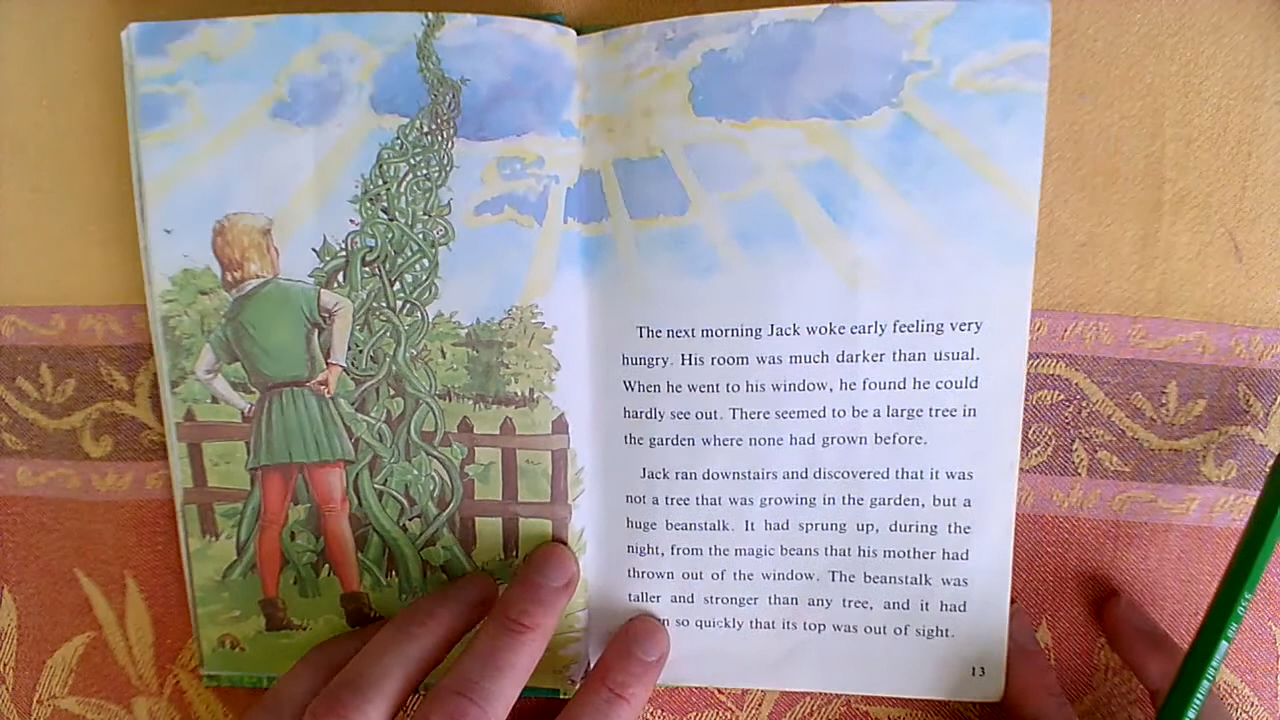 The next morning Jack woke early feeling very
hungry. His room was much darker than usual.
When he went to his window, he found he could
hardly see out. There seemed to be a large tree in
the garden where none had grown before.
Jack ran downstairs and discovered that it was
not a tree that was growing in the garden, but a
huge beanstalk. It had sprung up, during the
night, from the magic beans that his mother had
thrown out of the window. The beanstalk was
taller and stronger than any tree, and it had
so quickly that its top was out of sight.
13